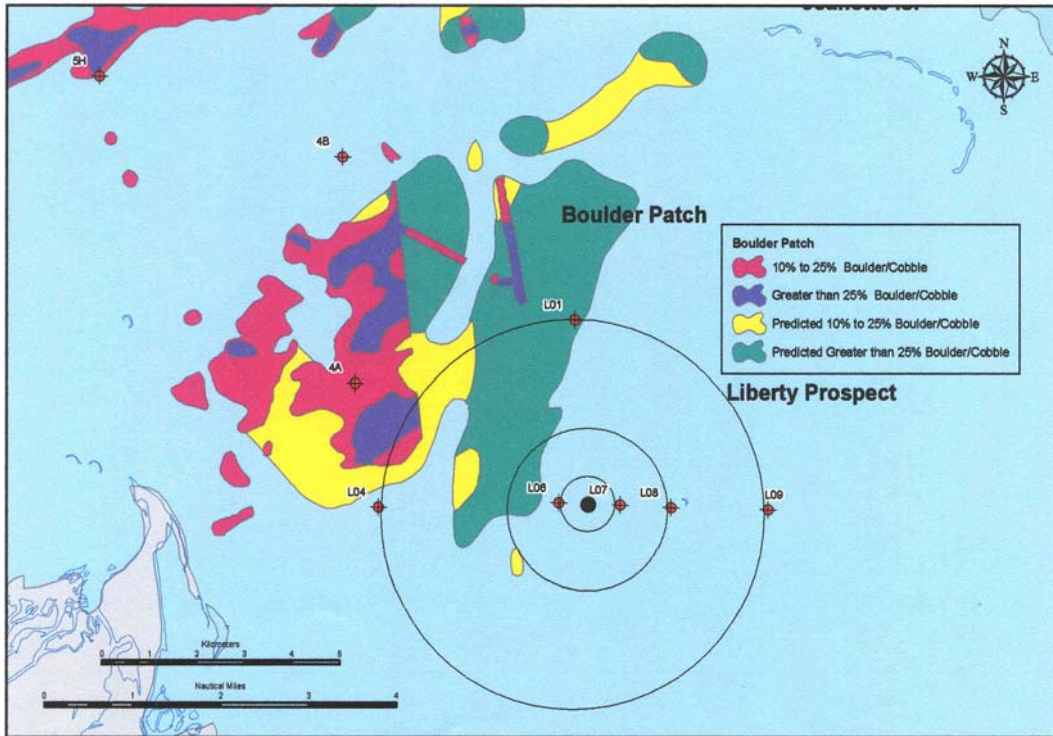 N
W E
S
5H
4B
Boulder Patch
Boulder Patch
10% to 25% Boulder/Cobble
Greater than 25% Boulder/Cobble
Predicted 10% to 25% Boulder/Cobble
Predicted Greater than 25% Boulder/Cobble
L01
4A
Liberty Prospect
L04
L06
L07
L08
L09
Kilometers
0 1 2 3 4 5
Nautical Miles
0 1 2 3 4